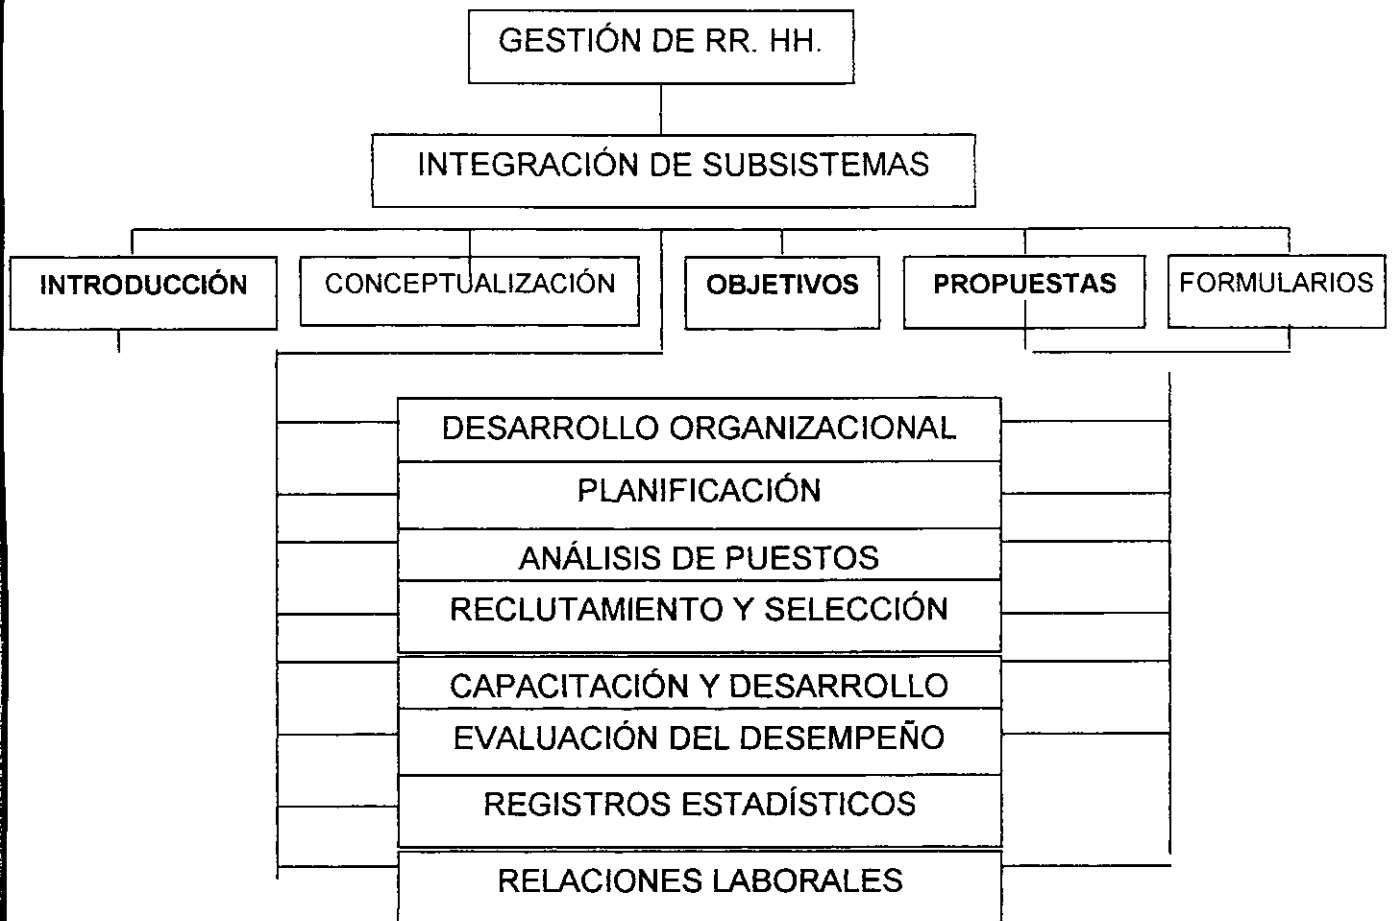 GESTIÓN DE RR. HH.
INTEGRACIÓN DE SUBSISTEMAS
INTRODUCCIÓN
CONCEPTUALIZACIÓN
OBJETIVOS
PROPUESTAS
FORMULARIOS
DESARROLLO ORGANIZACIONAL
PLANIFICACIÓN
ANÁLISIS DE PUESTOS
RECLUTAMIENTO Y SELECCIÓN
CAPACITACIÓN Y DESARROLLO
EVALUACIÓN DEL DESEMPEÑO
REGISTROS ESTADÍSTICOS
RELACIONES LABORALES